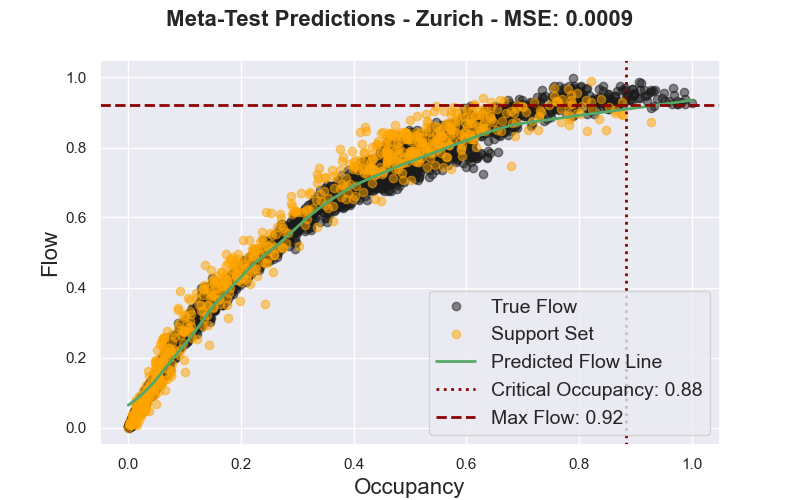 Meta-Test Predictions - Zurich - MSE: 0.0009
1.0
0.8
0.6
0.4
0.2
0.0
Flow
True Flow
Support Set
Predicted Flow Line
Critical Occupancy: 0.88
Max Flow: 0.92
0.0 0.2 0.4 0.6 0.8 1.0
Occupancy